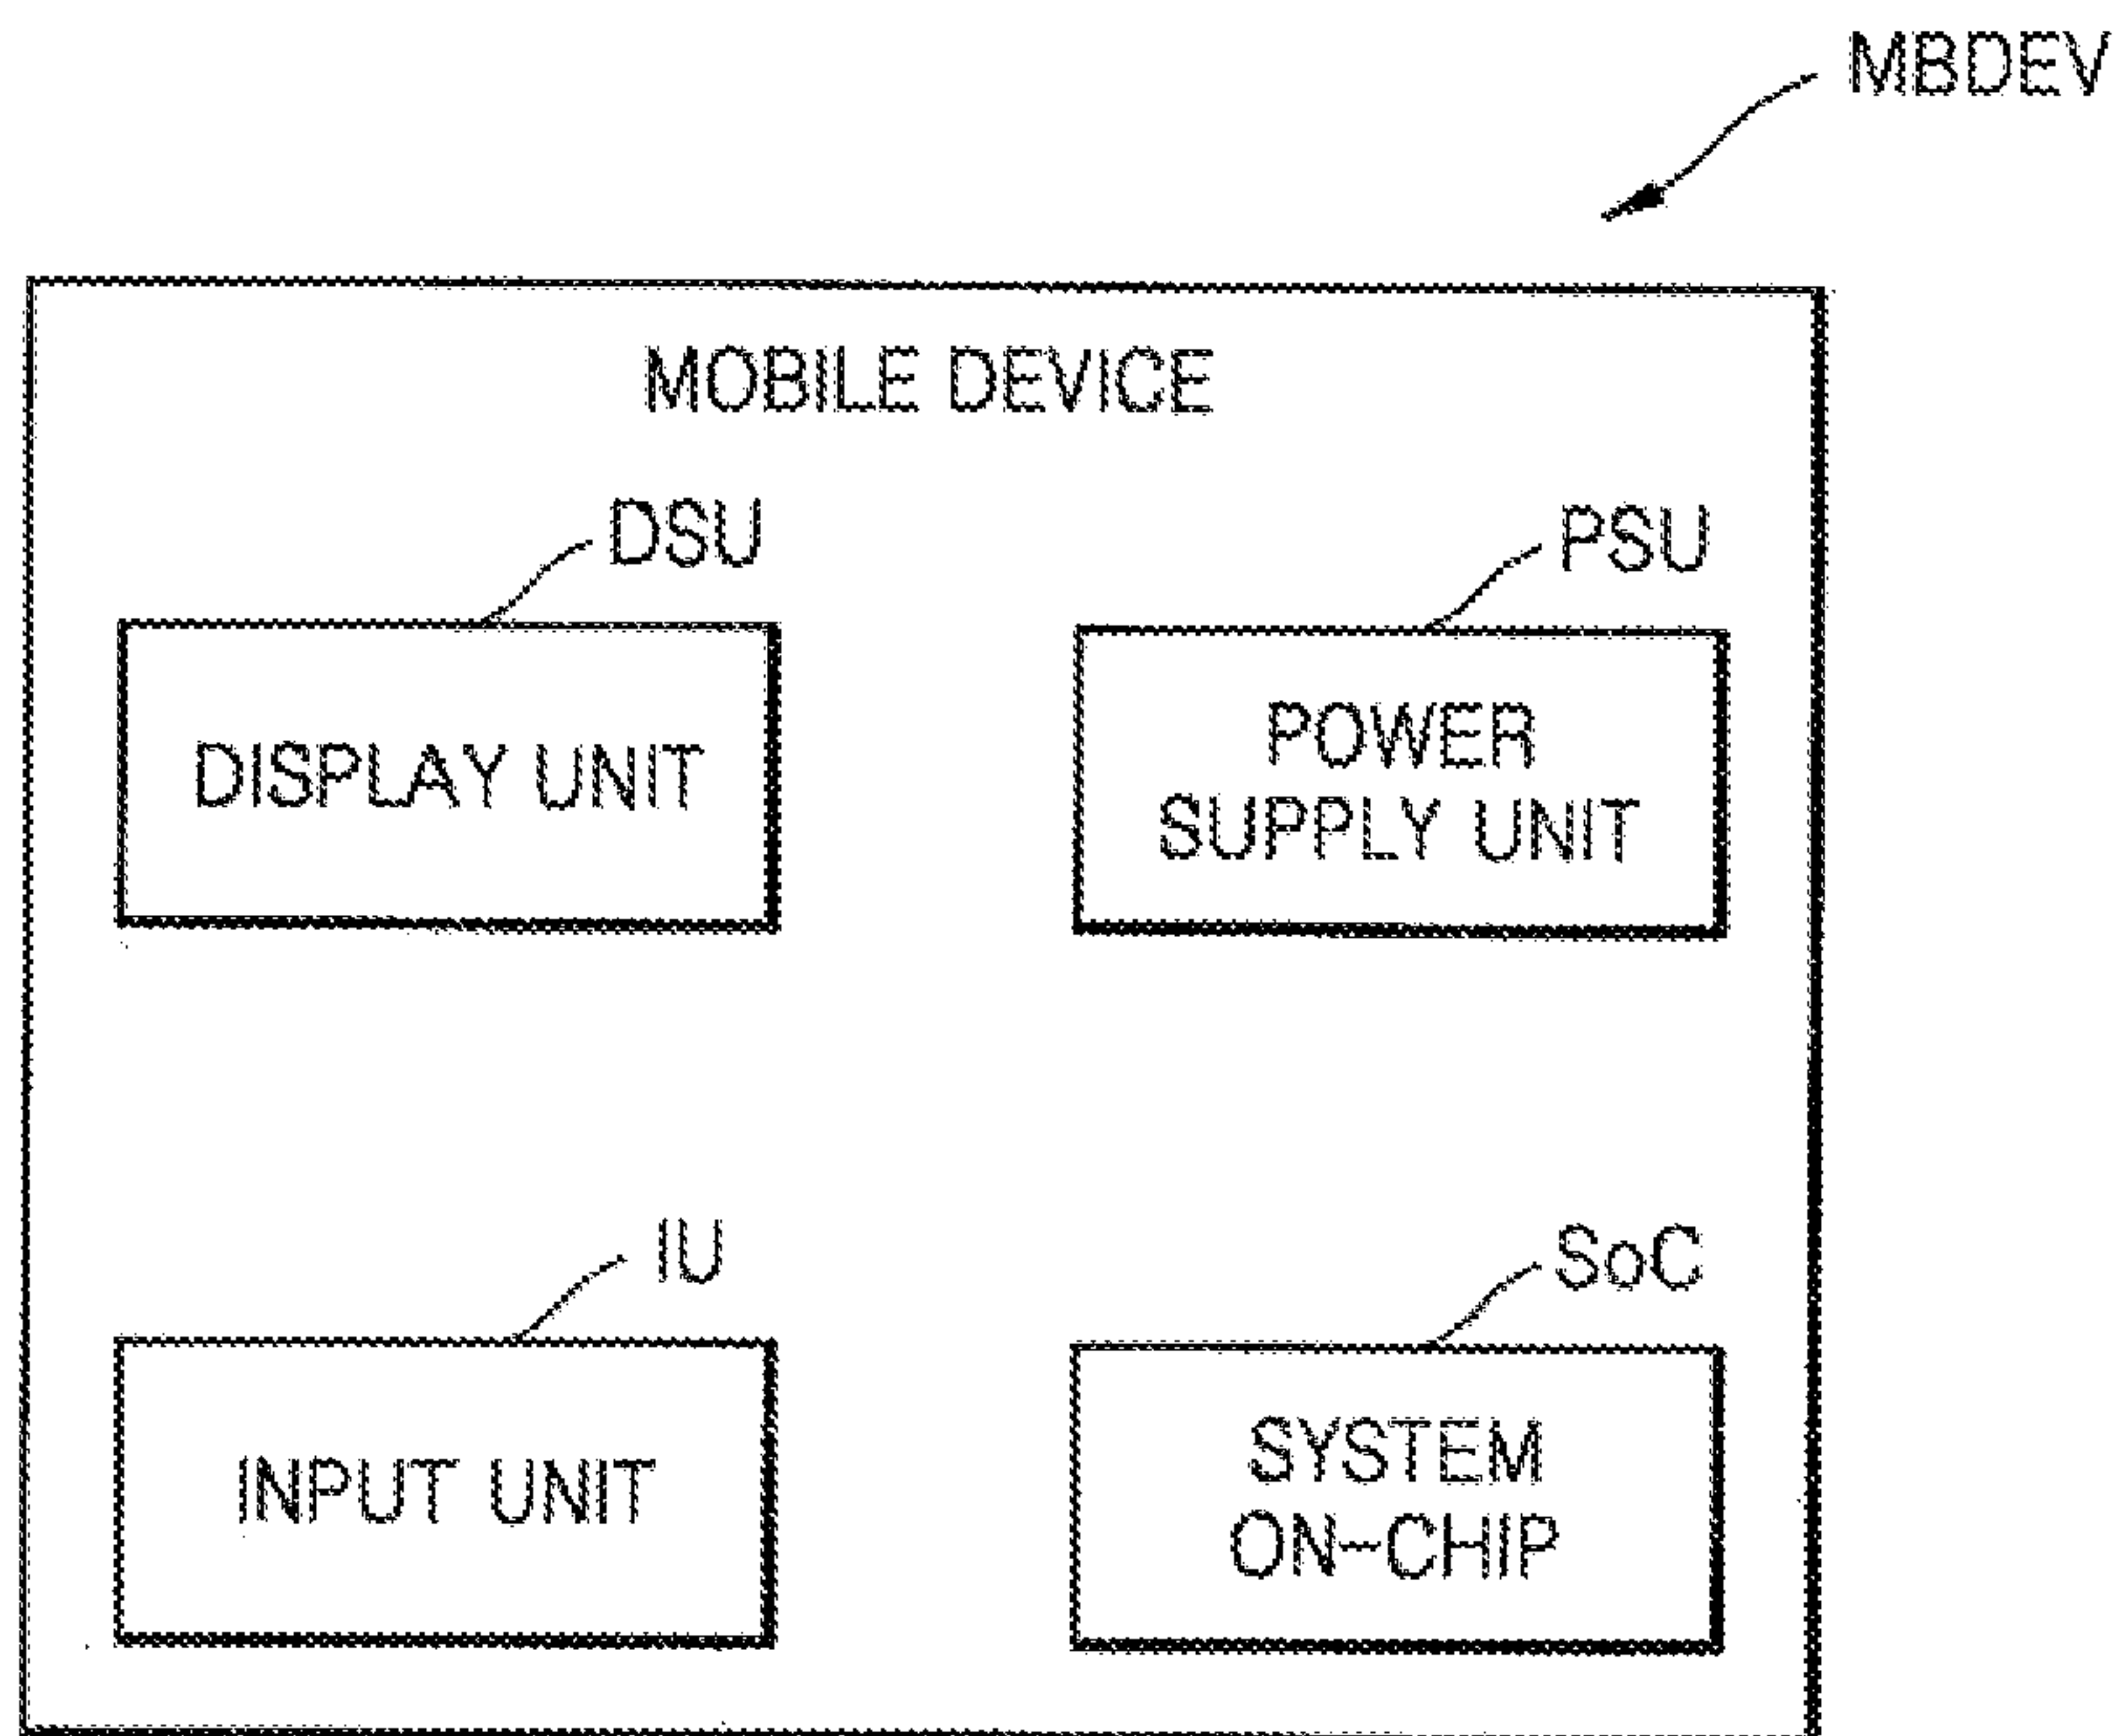 MBDEV
MOBILE DEVICE
DSU
PSU
DISPLAY UNIT
POWER
SUPPLY UNIT
IU
SoC
INPUT UNIT
SYSTEM
ON-CHIP